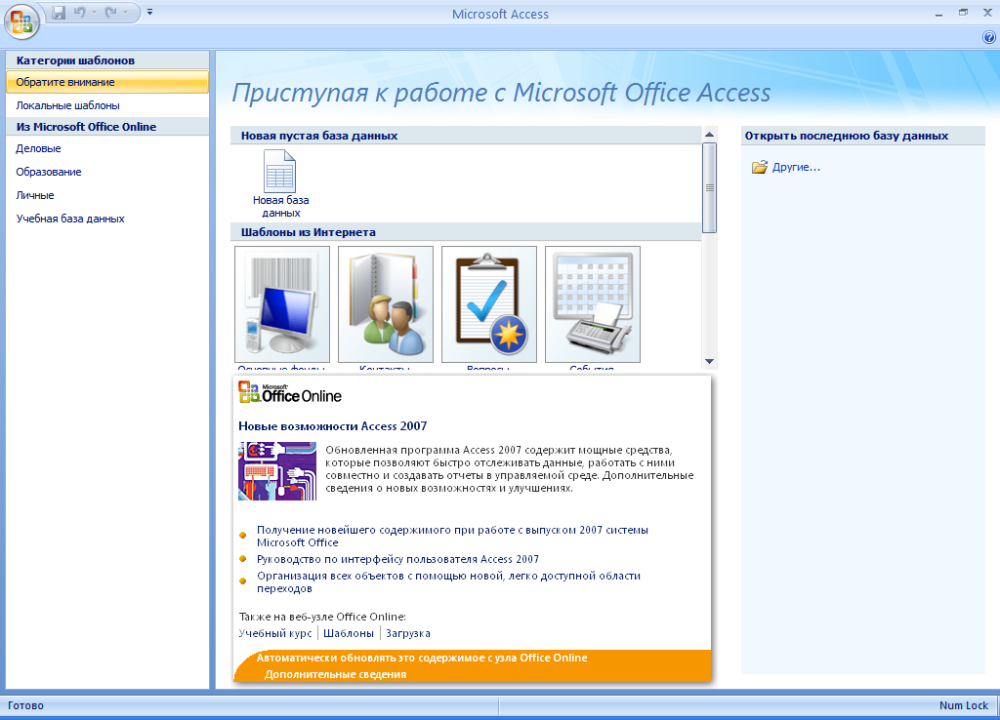 Microsoft Access
Категории шаблонов
Обратите внимание
Локальные шаблоны
Из Microsoft Office Online
Деловые
Образование
Личные
Учебная база данных
Приступая к работе с Microsoft Office Access
Новая пустая база данных
Новая база
данных
Шаблоны из Интернета
Основные фонды
Контакты
Вопросы
События
Microsoft
Office Online
Новые возможности Access 2007
Обновленная программа Access 2007 содержит мощные средства,
которые позволяют быстро отслеживать данные, работать с ними
совместно и создавать отчеты в управляемой среде. Дополнительные
сведения о новых возможностях и улучшениях.
Получение новейшего содержимого при работе с выпуском 2007 системы
Microsoft Office
Руководство по интерфейсу пользователя Access 2007
Организация всех объектов с помощью новой, легко доступной области
переходов
Также на веб-узле Office Online:
Учебный курс | Шаблоны | Загрузка
Автоматически обновлять это содержимое с узла Office Online
Дополнительные сведения
Открыть последнюю базу данных
Другие...
Готово
Num Lock